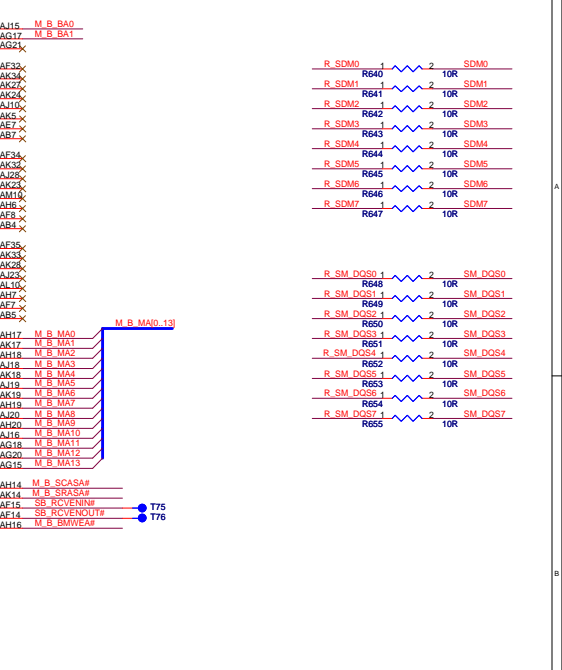 AJ15 M_B_BA0
AG17 M_B_BA1
AG21
AF32
AK34
AK27
AK24
AJ10
AK5
AE7
AB7
AF34
AK32
AJ28
AK23
AM10
AH6
AF8
AB4
AF35
AK33
AK28
AJ23
AL10
AH7
AF7
AB5
M_B_MA[0..13]
AH17 M_B_MA0
AK17 M_B_MA1
AH18 M_B_MA2
AJ18 M_B_MA3
AK18 M_B_MA4
AJ19 M_B_MA5
AK19 M_B_MA6
AH19 M_B_MA7
AJ20 M_B_MA8
AH20 M_B_MA9
AJ16 M_B_MA10
AG18 M_B_MA11
AG20 M_B_MA12
AG15 M_B_MA13
AH14 M_B_SCASA#
AK14 M_B_SRASA#
AF15 SB_RCVENIN# T75
AF14 SB_RCVENOUT# T76
AH16 M_B_BMWEA#
R_SDM0 1 2 SDM0
R640 10R
R_SDM1 1 2 SDM1
R641 10R
R_SDM2 1 2 SDM2
R642 10R
R_SDM3 1 2 SDM3
R643 10R
R_SDM4 1 2 SDM4
R644 10R
R_SDM5 1 2 SDM5
R645 10R
R_SDM6 1 2 SDM6
R646 10R
R_SDM7 1 2 SDM7
R647 10R
R_SM_DQS0 1 2 SM_DQS0
R648 10R
R_SM_DQS1 1 2 SM_DQS1
R649 10R
R_SM_DQS2 1 2 SM_DQS2
R650 10R
R_SM_DQS3 1 2 SM_DQS3
R651 10R
R_SM_DQS4 1 2 SM_DQS4
R652 10R
R_SM_DQS5 1 2 SM_DQS5
R653 10R
R_SM_DQS6 1 2 SM_DQS6
R654 10R
R_SM_DQS7 1 2 SM_DQS7
R655 10R
A
B